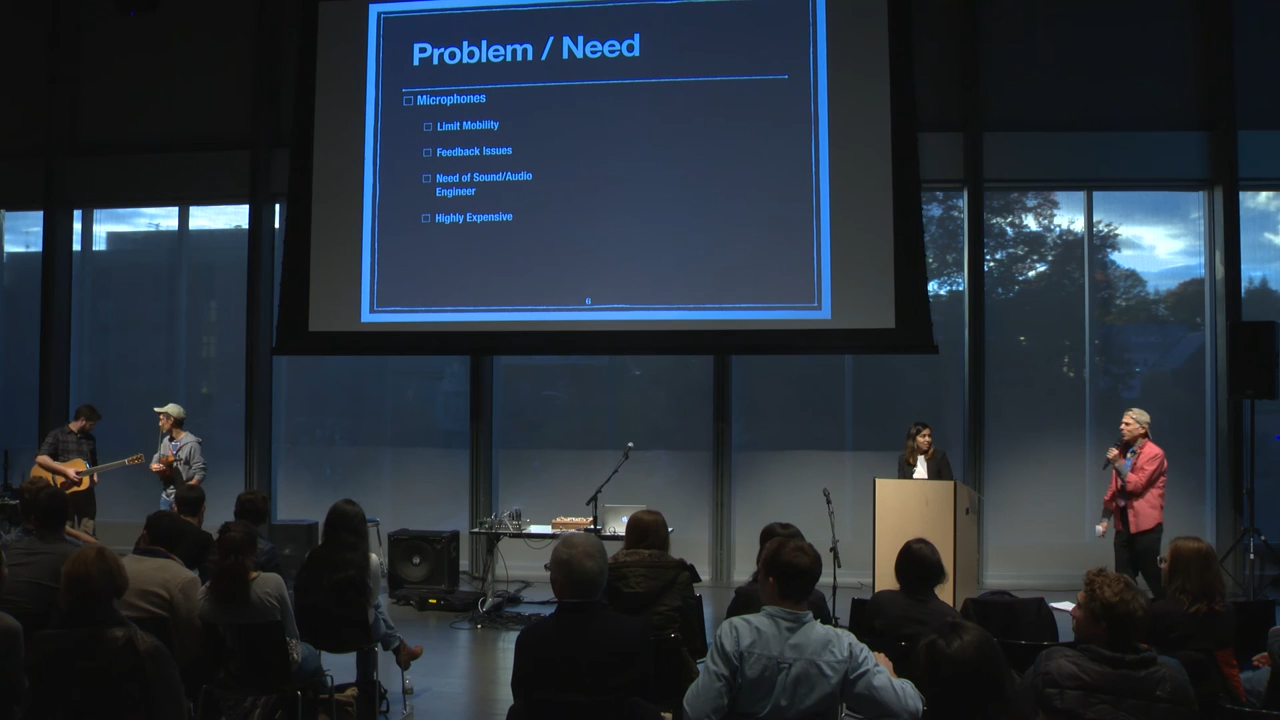 Problem / Need
Microphones
Limit Mobility
Feedback Issues
Need of Sound/Audio
Engineer
Highly Expensive
6